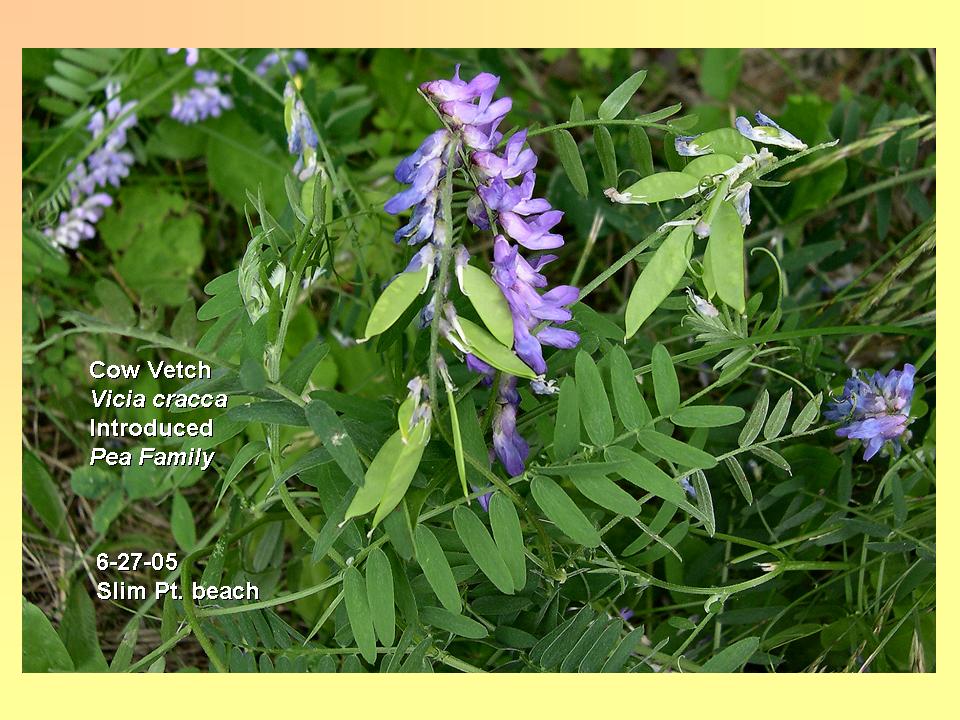 Cow Vetch
Vicia cracca
Introduced
Pea Family
6-27-05
Slim Pt. beach